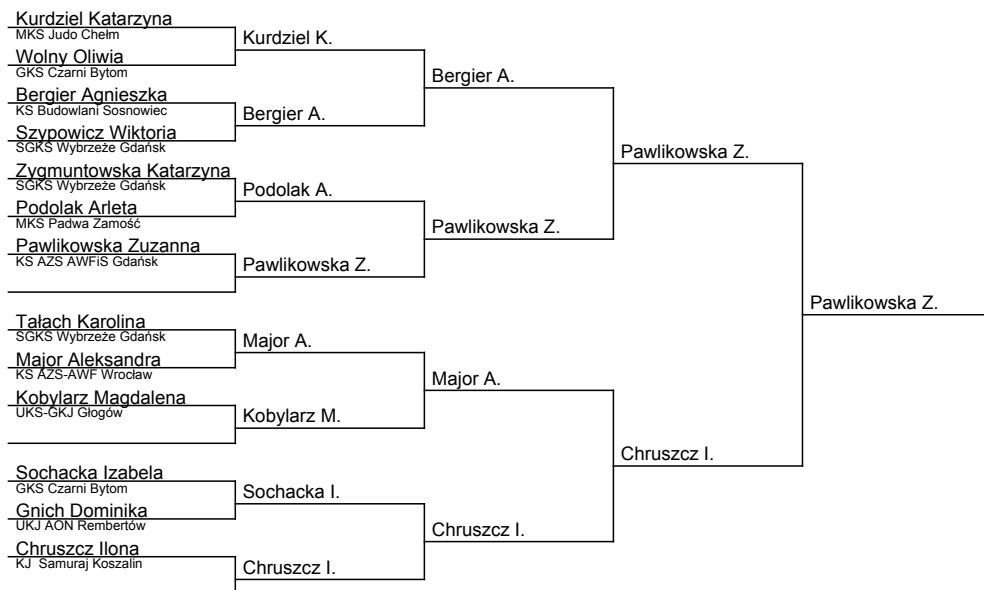 Kurdziel Katarzyna
MKS Judo Chełm
Kurdziel K.
Wolny Oliwia
GKS Czarni Bytom
Bergier A.
Bergier Agnieszka
KS Budowlani Sosnowiec
Bergier A.
Szypowicz Wiktoria
SGKS Wybrzeże Gdańsk
Pawlikowska Z.
Zygmuntowska Katarzyna
SGKS Wybrzeże Gdańsk
Podolak A.
Podolak Arleta
MKS Padwa Zamość
Pawlikowska Z.
Pawlikowska Zuzanna
KS AZS AWFiS Gdańsk
Pawlikowska Z.
Pawlikowska Z.
Tałach Karolina
SGKS Wybrzeże Gdańsk
Major A.
Major Aleksandra
KS AZS-AWF Wrocław
Major A.
Kobylarz Magdalena
UKS-GKJ Głogów
Kobylarz M.
Chruszcz I.
Sochacka Izabela
GKS Czarni Bytom
Sochacka I.
Gnich Dominika
UKJ AON Rembertów
Chruszcz I.
Chruszcz Ilona
KJ  Samuraj Koszalin
Chruszcz I.